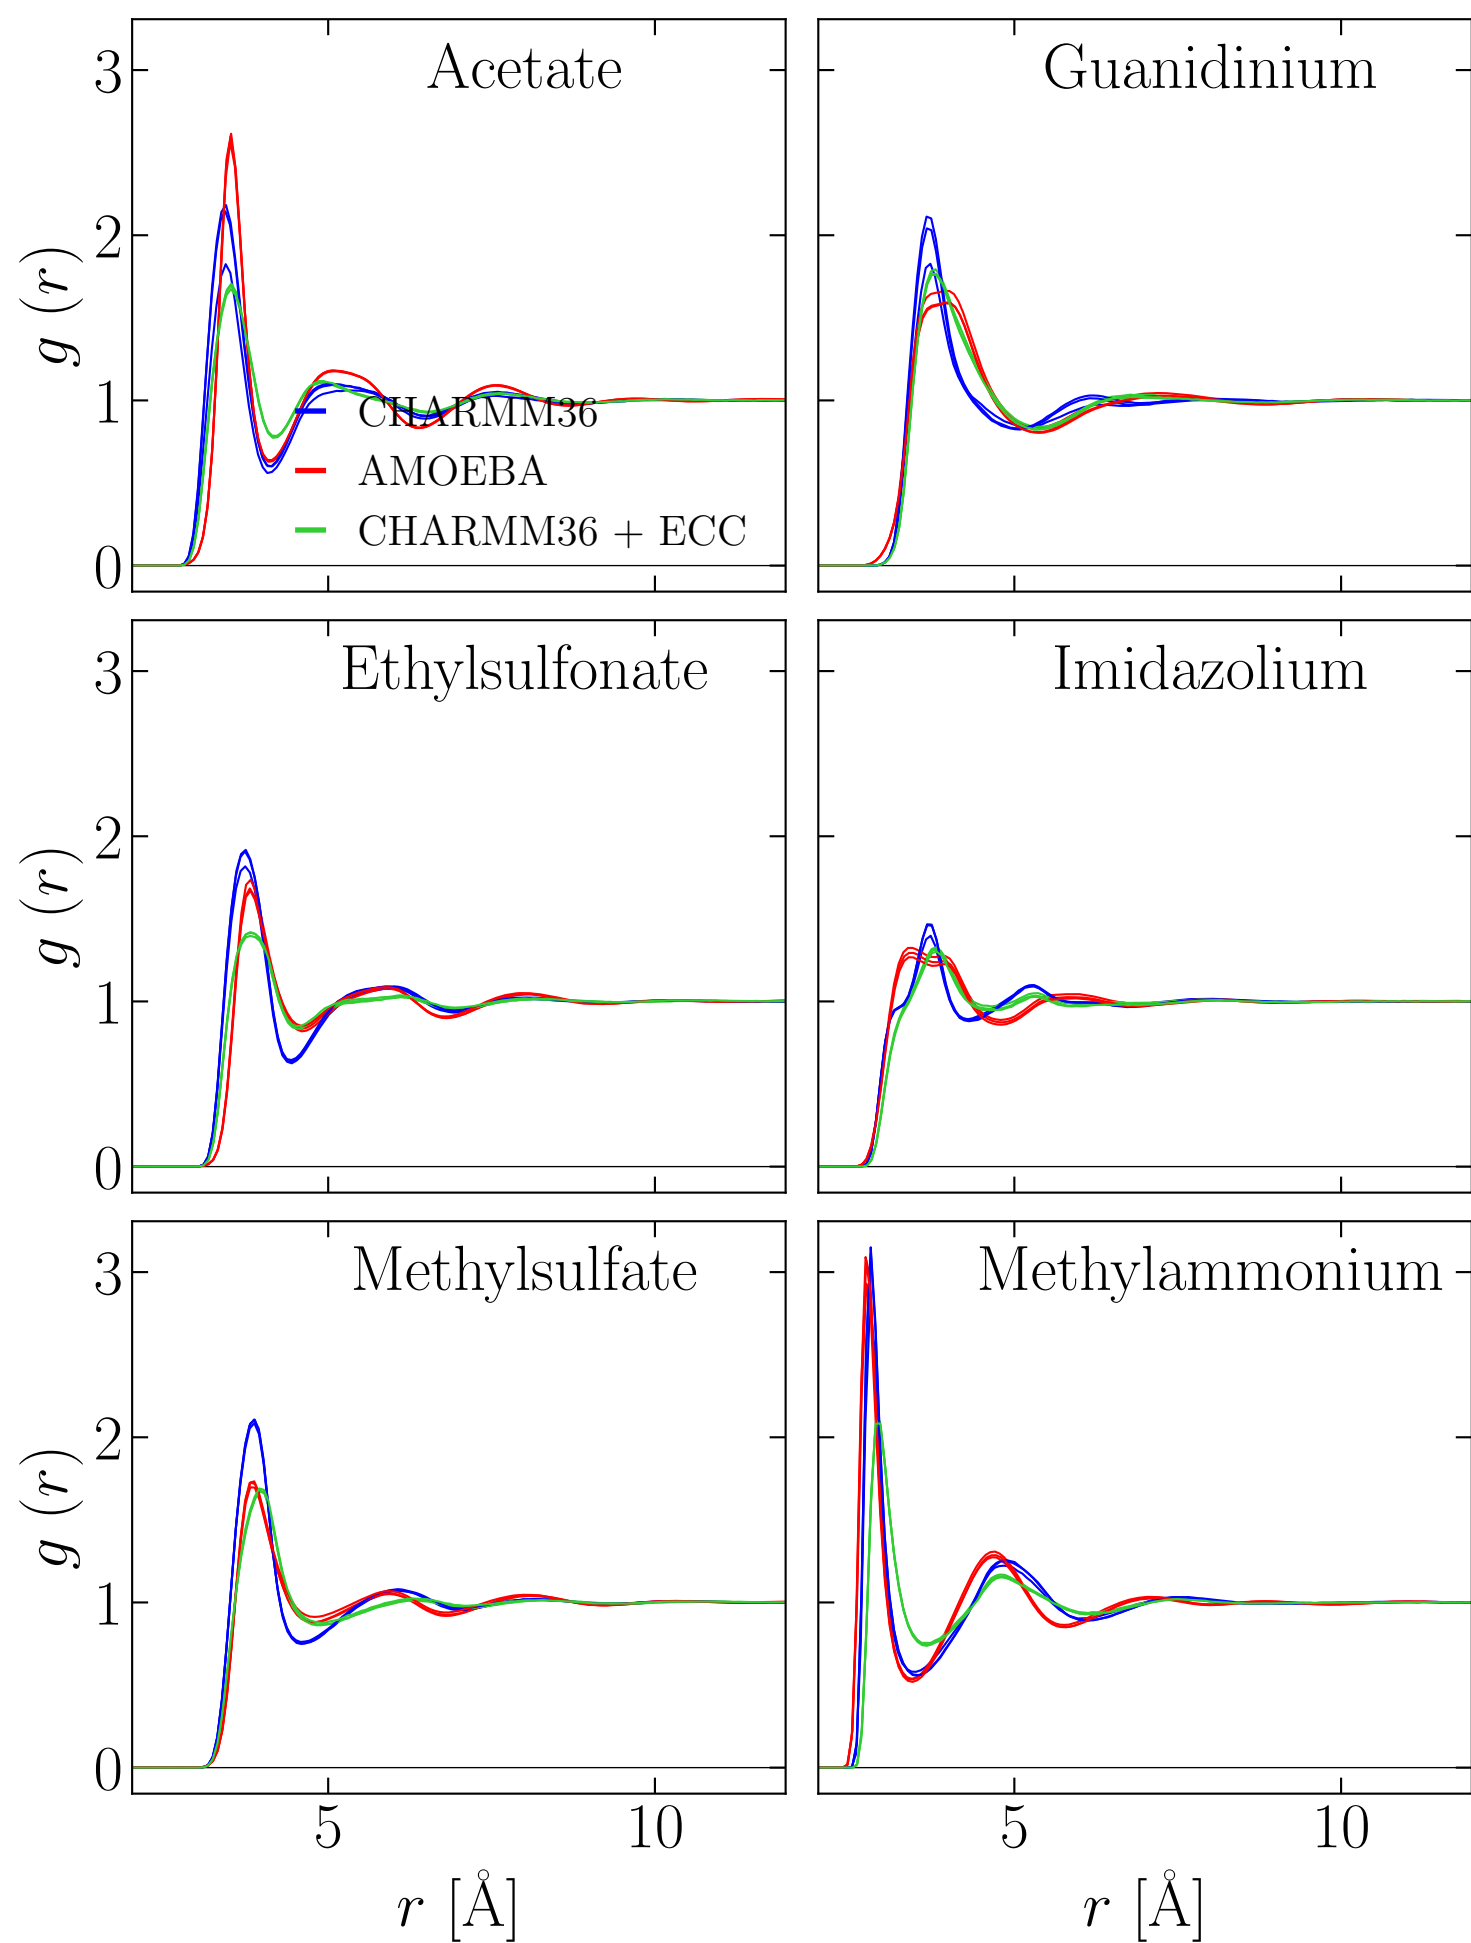 Acetate
3
2
1
0
g (r)
CHARMM36
AMOEBA
CHARMM36 + ECC
Guanidinium
Ethylsulfonate
3
2
1
0
g (r)
Imidazolium
Methylsulfate
3
2
1
0
g (r)
5 10
r [Å]
Methylammonium
5 10
r [Å]